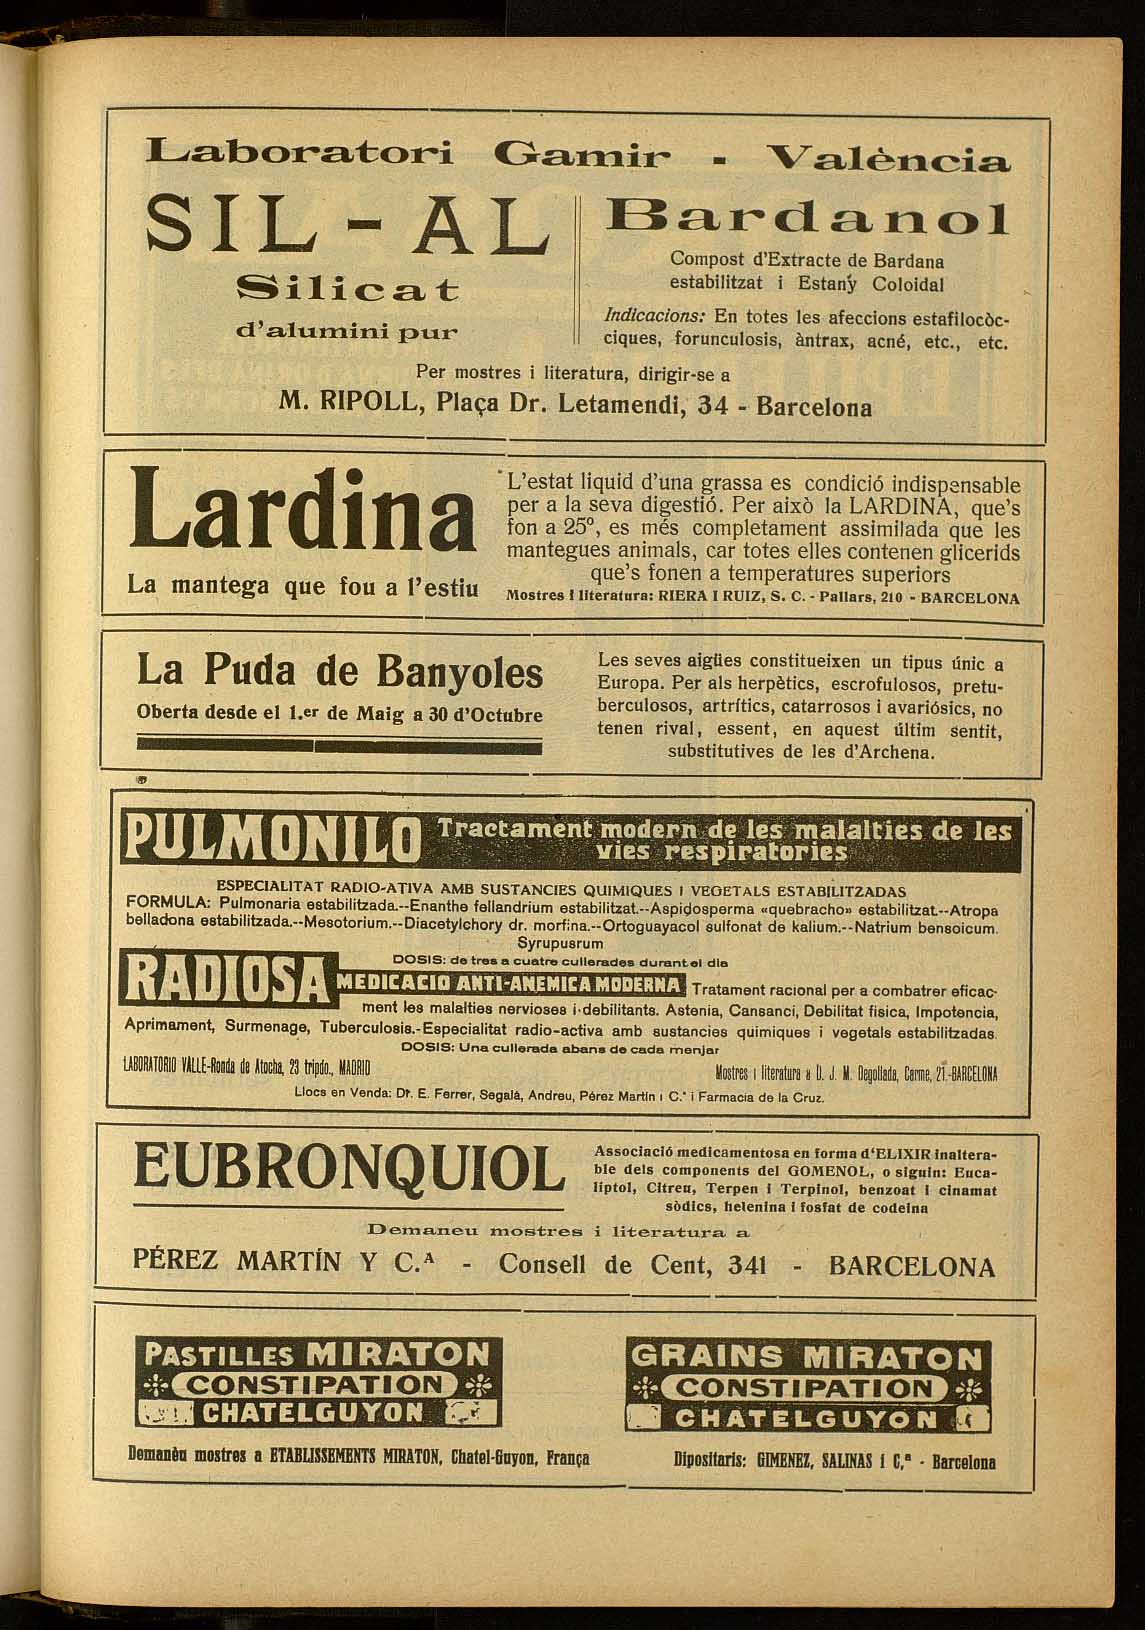 Laboratori Gamir - València
SIL - AL
Silicat
d'alumini pur
Bardanol
Compost d'Extracte de Bardana
estabilitzat i Estany Coloidal
Indicacions: En totes les afeccions estafilocòc-
ciques, forunculosis, àntrax, acné, etc., etc.
Per mostres i literatura, dirigir-se a
M. RIPOLL, Plaça Dr. Letamendi, 34 - Barcelona
Lardina
La mantega que fou a l'estiu
L'estat liquid d'una grassa es condició indispensable
per a la seva digestió. Per això la LARDINA, que's
fon a 25º, es més completament assimilada que les
mantegues animals, car totes elles contenen glicerids
que's fonen a temperatures superiors
Mostres i literatura: RIERA I RUIZ, S. C. - Pallars, 210 - BARCELONA
La Puda de Banyoles
Oberta desde el 1.er de Maig a 30 d'Octubre
Les seves aigües constitueixen un tipus únic a
Europa. Per als herpètics, escrofulosos, pretu-
berculosos, artrítics, catarrosos i avariósics, no
tenen rival, essent, en aquest últim sentit,
substitutives de les d'Archena.
PULMONILO Tractament modern de les malalties de les
vies respiratories
ESPECIALITAT RADIO-ATIVA AMB SUSTANCIES QUIMIQUES I VEGETALS ESTABILITZADAS
FORMULA: Pulmonaria estabilitzada.--Enanthe fellandrium estabilitzat.--Aspidosperma «quebracho» estabilitzat.--Atropa
belladona estabilitzada.--Mesotorium.--Diacetylchory dr. morfina.--Ortoguayacol sulfonat de kalium.--Natrium bensoicum.
Syrupusrum
DOSIS: de tres a cuatre cullerades durant el dia
RADIOSA MEDICACIO ANTI-ANEMICA MODERNA Tratament racional per a combatrer eficac-
ment les malalties nervioses i debilitants. Astenia, Cansanci, Debilitat fisica, Impotencia,
Aprimament, Surmenage, Tuberculosis.-Especialitat radio-activa amb sustancies quimiques i vegetals estabilitzadas.
DOSIS: Una cullerada abans de cada menjar
LABORATORIO VALLE-Ronda de Atocha, 23 tripdo., MADRID
Mostres i literatura a D. J. M. Degollada, Carme, 21.-BARCELONA
Llocs en Venda: Dr. E. Ferrer, Segalá, Andreu, Pérez Martín i C.ª i Farmacia de la Cruz.
EUBRONQUIOL
Associació medicamentosa en forma d'ELIXIR inaltera-
ble dels components del GOMENOL, o siguin: Euca-
liptol, Citreu, Terpen i Terpinol, benzoat i cinamat
sòdics, helenina i fosfat de codeina
Demaneu mostres i literatura a
PÉREZ MARTÍN Y C.A - Consell de Cent, 341 - BARCELONA
PASTILLES MIRATON
CONSTIPATION
CHATELGUYON
Demanèu mostres a ETABLISSEMENTS MIRATON, Chatel-Guyon, França
GRAINS MIRATON
CONSTIPATION
CHATELGUYON
Dipositaris: GIMENEZ, SALINAS i C,ª - Barcelona